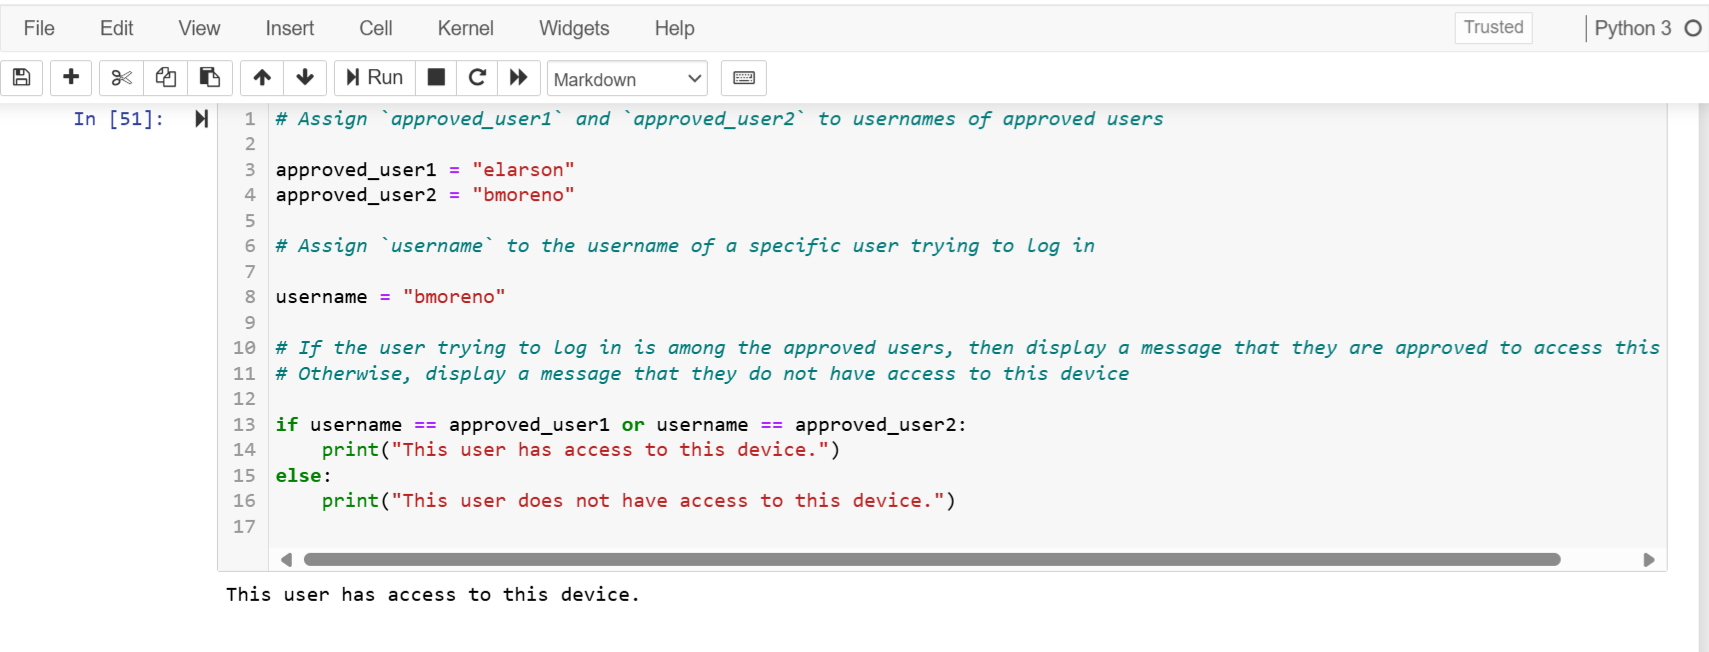 File Edit View Insert Cell Kernel Widgets Help Trusted Python 3
Run Markdown
In [51]:
1 # Assign `approved_user1` and `approved_user2` to usernames of approved users
2
3 approved_user1 = "elarson"
4 approved_user2 = "bmoreno"
5
6 # Assign `username` to the username of a specific user trying to log in
7
8 username = "bmoreno"
9
10 # If the user trying to log in is among the approved users, then display a message that they are approved to access this
11 # Otherwise, display a message that they do not have access to this device
12
13 if username == approved_user1 or username == approved_user2:
14     print("This user has access to this device.")
15 else:
16     print("This user does not have access to this device.")
17
This user has access to this device.